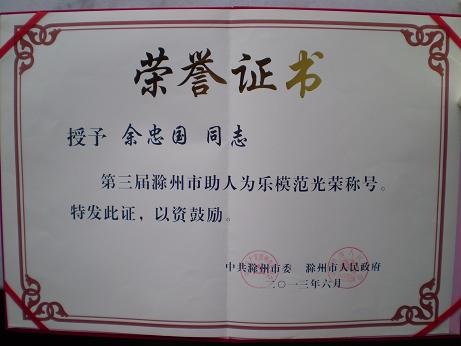 荣誉证书
授予 余忠国 同志
第三届滁州市助人为乐模范光荣称号。
特发此证，以资鼓励。
中共滁州市委 滁州市人民政府
二〇一三年六月